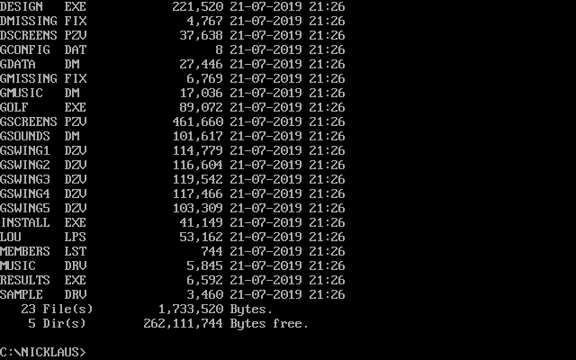 DESIGN   EXE           221,520 21-07-2019 21:26
DMISSING FIX             4,767 21-07-2019 21:26
DSCREENS PZV            37,638 21-07-2019 21:26
GCONFIG  DAT                 8 21-07-2019 21:26
GDATA    DM             27,446 21-07-2019 21:26
GMISSING FIX             6,769 21-07-2019 21:26
GMUSIC   DM             17,036 21-07-2019 21:26
GOLF     EXE            89,072 21-07-2019 21:26
GSCREENS PZV           461,660 21-07-2019 21:26
GSOUNDS  DM            101,617 21-07-2019 21:26
GSWING1  DZV           114,779 21-07-2019 21:26
GSWING2  DZV           116,604 21-07-2019 21:26
GSWING3  DZV           119,542 21-07-2019 21:26
GSWING4  DZV           117,466 21-07-2019 21:26
GSWING5  DZV           103,309 21-07-2019 21:26
INSTALL  EXE            41,149 21-07-2019 21:26
LOU      LPS            53,162 21-07-2019 21:26
MEMBERS  LST               744 21-07-2019 21:26
MUSIC    DRV             5,845 21-07-2019 21:26
RESULTS  EXE             6,592 21-07-2019 21:26
SAMPLE   DRV             3,460 21-07-2019 21:26
   23 File(s)        1,733,520 Bytes.
    5 Dir(s)       262,111,744 Bytes free.
C:\NICKLAUS>